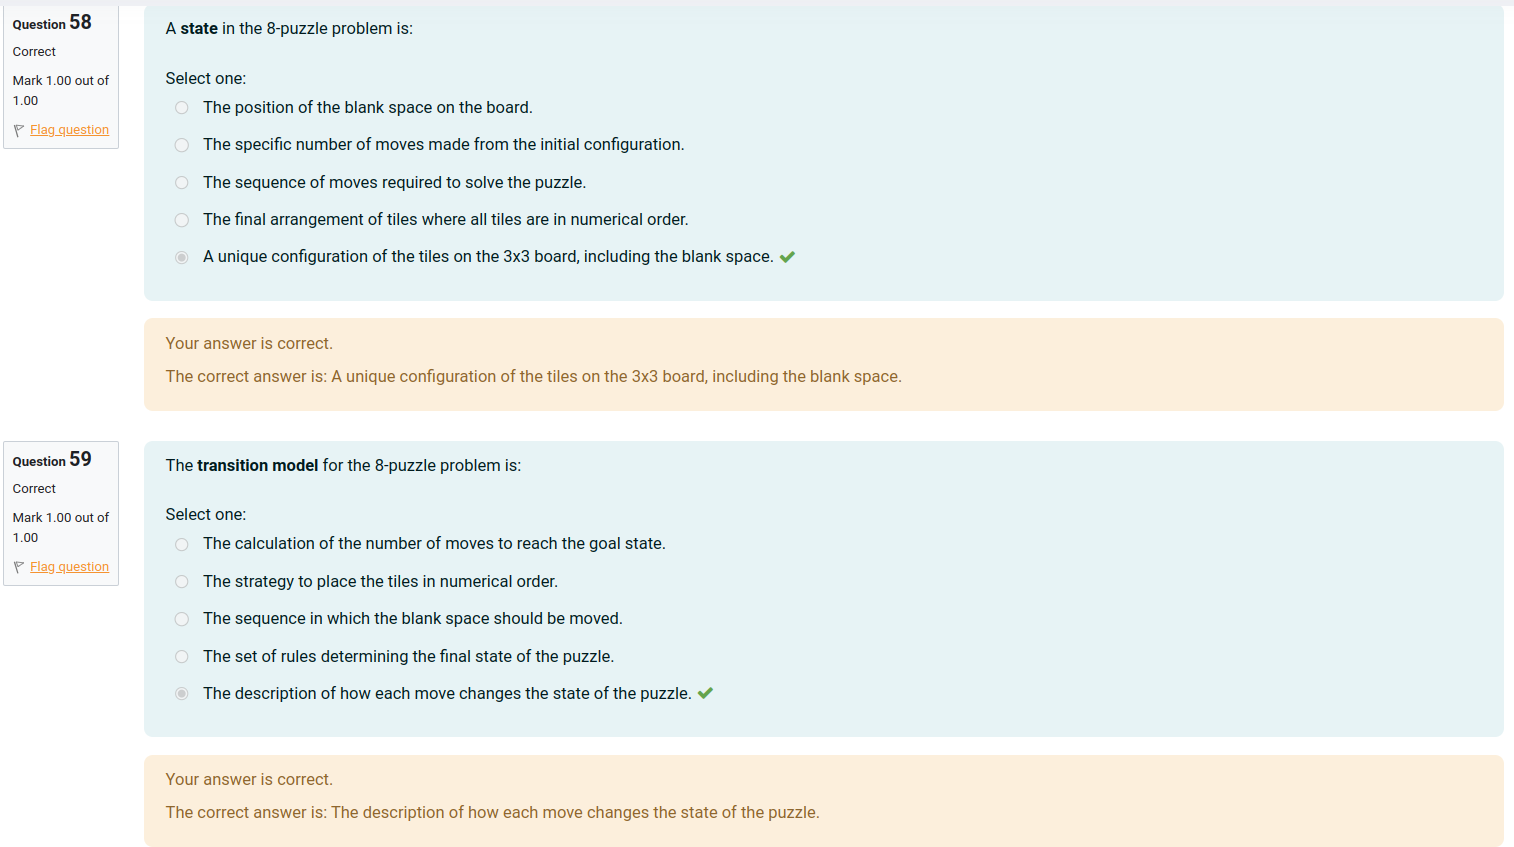 Question 58
Correct
Mark 1.00 out of
1.00
Flag question
A state in the 8-puzzle problem is:
Select one:
The position of the blank space on the board.
The specific number of moves made from the initial configuration.
The sequence of moves required to solve the puzzle.
The final arrangement of tiles where all tiles are in numerical order.
A unique configuration of the tiles on the 3x3 board, including the blank space.
Your answer is correct.
The correct answer is: A unique configuration of the tiles on the 3x3 board, including the blank space.
Question 59
Correct
Mark 1.00 out of
1.00
Flag question
The transition model for the 8-puzzle problem is:
Select one:
The calculation of the number of moves to reach the goal state.
The strategy to place the tiles in numerical order.
The sequence in which the blank space should be moved.
The set of rules determining the final state of the puzzle.
The description of how each move changes the state of the puzzle.
Your answer is correct.
The correct answer is: The description of how each move changes the state of the puzzle.